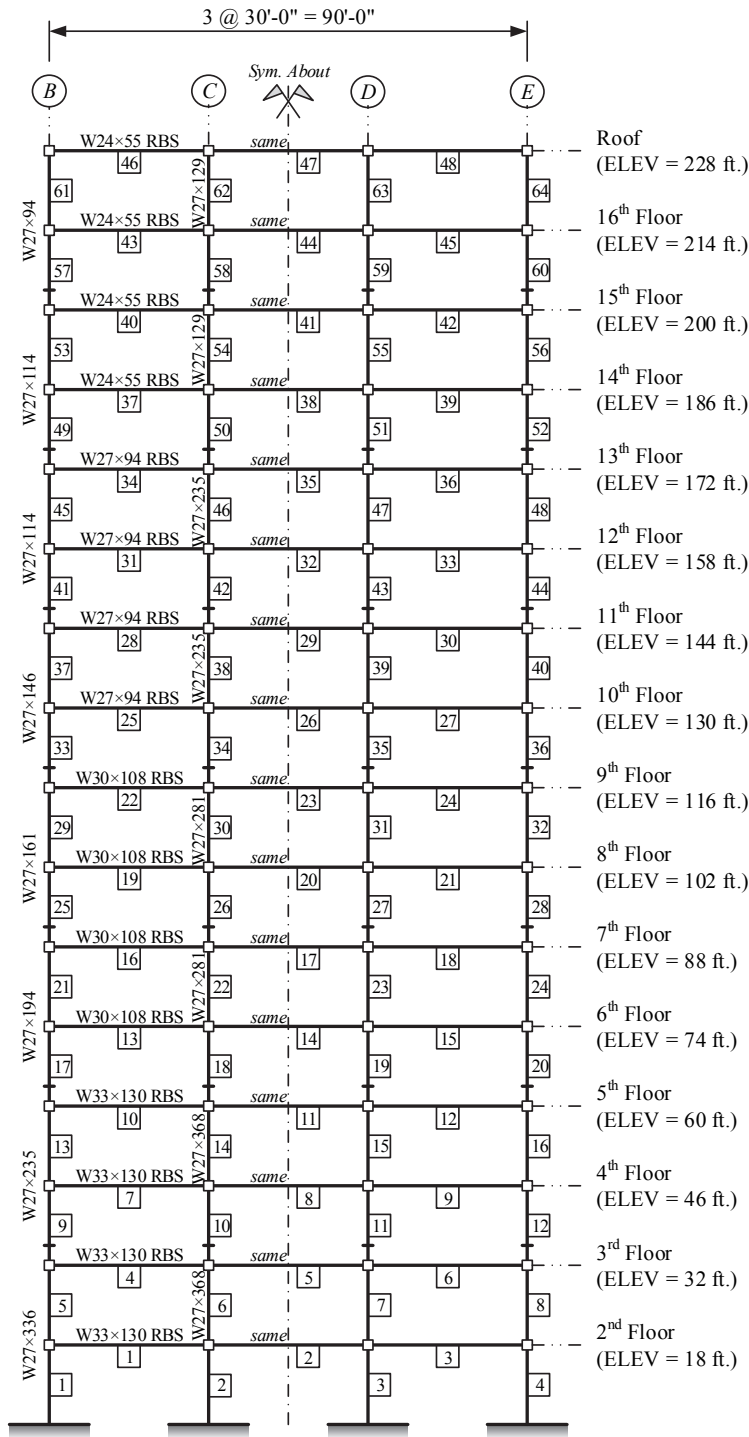 3 @ 30'-0" = 90'-0"
Sym. About
B C D E
W24×55 RBS same Roof
46 47 48 (ELEV = 228 ft.)
W27×94 61 W27×129 62 63 64
W24×55 RBS same 16th Floor
43 44 45 (ELEV = 214 ft.)
57 58 59 60
W24×55 RBS same 15th Floor
40 41 42 (ELEV = 200 ft.)
W27×114 53 W27×129 54 55 56
W24×55 RBS same 14th Floor
37 38 39 (ELEV = 186 ft.)
49 50 51 52
W27×94 RBS same 13th Floor
34 35 36 (ELEV = 172 ft.)
W27×114 45 W27×235 46 47 48
W27×94 RBS same 12th Floor
31 32 33 (ELEV = 158 ft.)
41 42 43 44
W27×94 RBS same 11th Floor
28 29 30 (ELEV = 144 ft.)
W27×146 37 W27×235 38 39 40
W27×94 RBS same 10th Floor
25 26 27 (ELEV = 130 ft.)
33 34 35 36
W30×108 RBS same 9th Floor
22 23 24 (ELEV = 116 ft.)
W27×161 29 W27×281 30 31 32
W30×108 RBS same 8th Floor
19 20 21 (ELEV = 102 ft.)
25 26 27 28
W30×108 RBS same 7th Floor
16 17 18 (ELEV = 88 ft.)
W27×194 21 W27×281 22 23 24
W30×108 RBS same 6th Floor
13 14 15 (ELEV = 74 ft.)
17 18 19 20
W33×130 RBS same 5th Floor
10 11 12 (ELEV = 60 ft.)
W27×235 13 W27×368 14 15 16
W33×130 RBS same 4th Floor
7 8 9 (ELEV = 46 ft.)
9 10 11 12
W33×130 RBS same 3rd Floor
4 5 6 (ELEV = 32 ft.)
W27×336 5 W27×368 6 7 8
W33×130 RBS same 2nd Floor
1 2 3 (ELEV = 18 ft.)
1 2 3 4